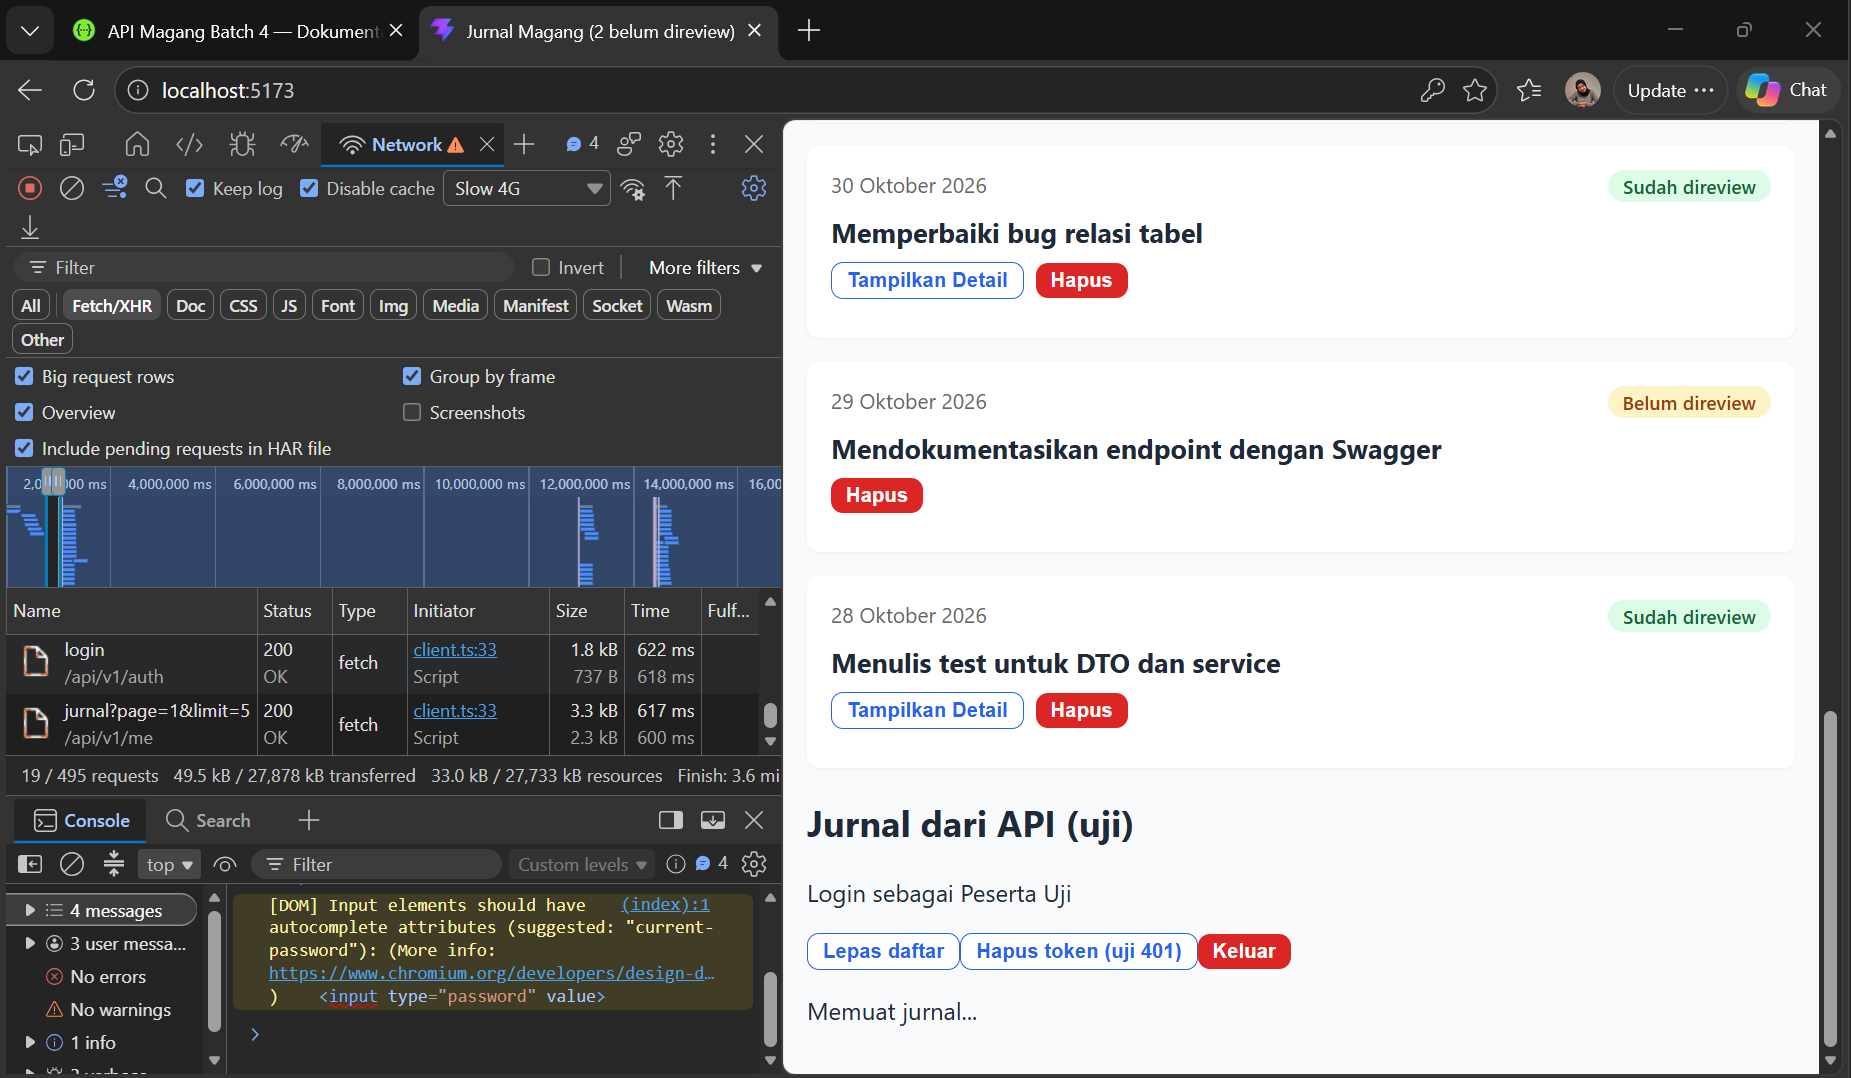 API Magang Batch 4 — Dokument
Jurnal Magang (2 belum direview)
localhost:5173
Update
Chat
Network
4
Keep log
Disable cache
Slow 4G
Filter
Invert
More filters
All
Fetch/XHR
Doc
CSS
JS
Font
Img
Media
Manifest
Socket
Wasm
Other
Big request rows
Group by frame
Overview
Screenshots
Include pending requests in HAR file
4,000,000 ms
6,000,000 ms
8,000,000 ms
10,000,000 ms
12,000,000 ms
14,000,000 ms
16,00
Name
Status
Type
Initiator
Size
Time
Fulf...
login
200
fetch
client.ts:33
1.8 kB
622 ms
/api/v1/auth
OK
Script
737 B
618 ms
jurnal?page=1&limit=5
200
fetch
client.ts:33
3.3 kB
617 ms
/api/v1/me
OK
Script
2.3 kB
600 ms
19 / 495 requests
49.5 kB / 27,878 kB transferred
33.0 kB / 27,733 kB resources
Finish: 3.6 mi
Console
Search
top
Filter
Custom levels
4
4 messages
3 user messa...
No errors
No warnings
1 info
[DOM] Input elements should have
(index):1
autocomplete attributes (suggested: "current-
password"): (More info:
https://www.chromium.org/developers/design-d…
) <input type="password" value>
30 Oktober 2026
Sudah direview
Memperbaiki bug relasi tabel
Tampilkan Detail
Hapus
29 Oktober 2026
Belum direview
Mendokumentasikan endpoint dengan Swagger
Hapus
28 Oktober 2026
Sudah direview
Menulis test untuk DTO dan service
Tampilkan Detail
Hapus
Jurnal dari API (uji)
Login sebagai Peserta Uji
Lepas daftar
Hapus token (uji 401)
Keluar
Memuat jurnal...